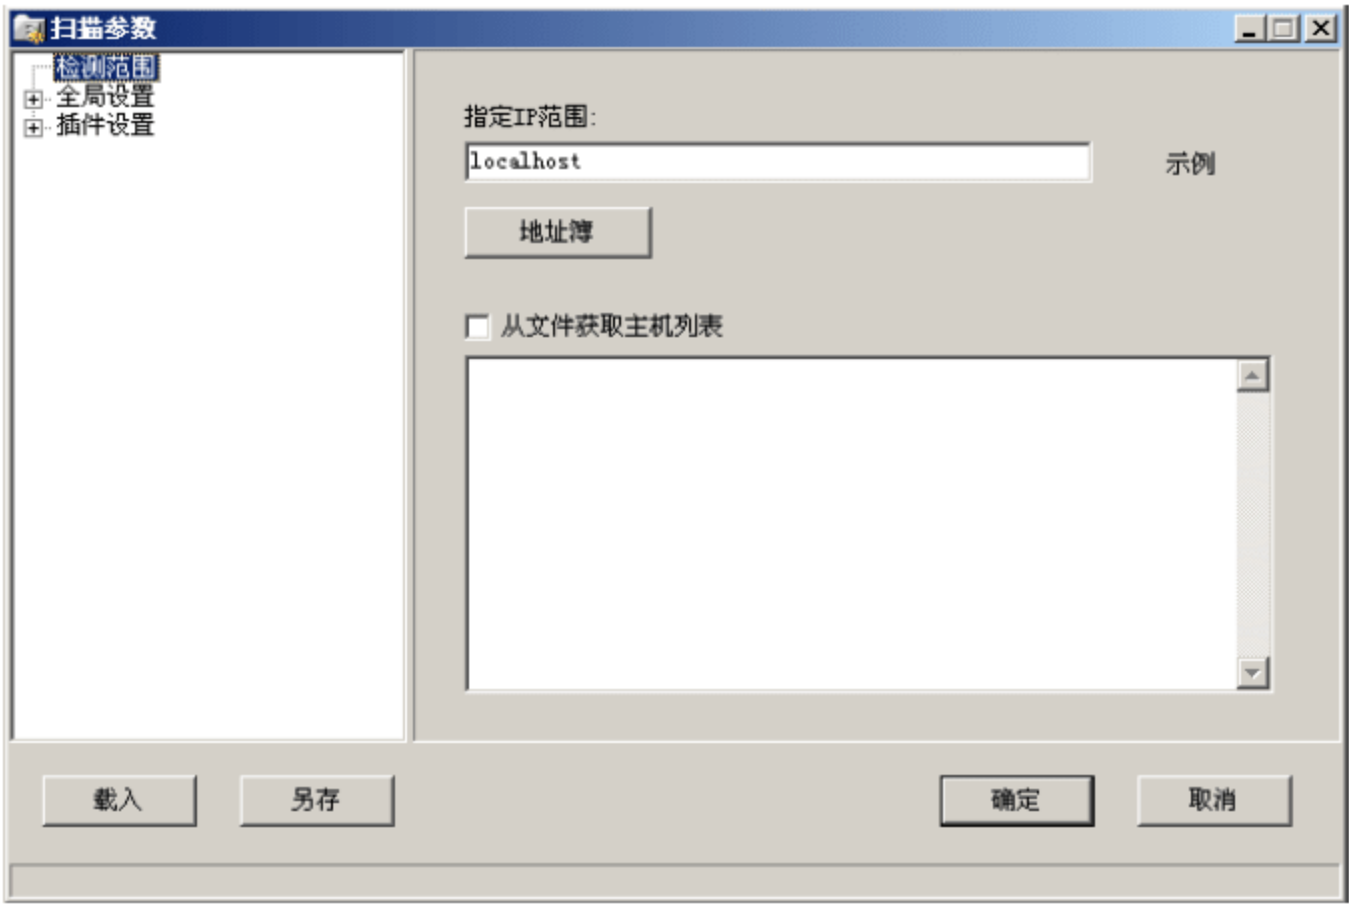 扫描参数
检测范围
全局设置
插件设置
指定IP范围:
localhost
示例
地址簿
从文件获取主机列表
载入
另存
确定
取消